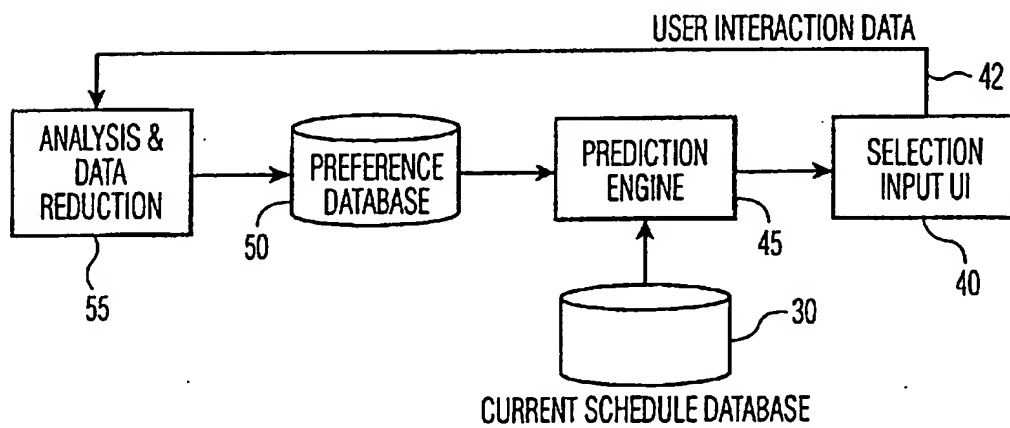 USER INTERACTION DATA
42
ANALYSIS &
DATA
REDUCTION
55
PREFERENCE
DATABASE
50
PREDICTION
ENGINE
45
SELECTION
INPUT UI
40
30
CURRENT SCHEDULE DATABASE